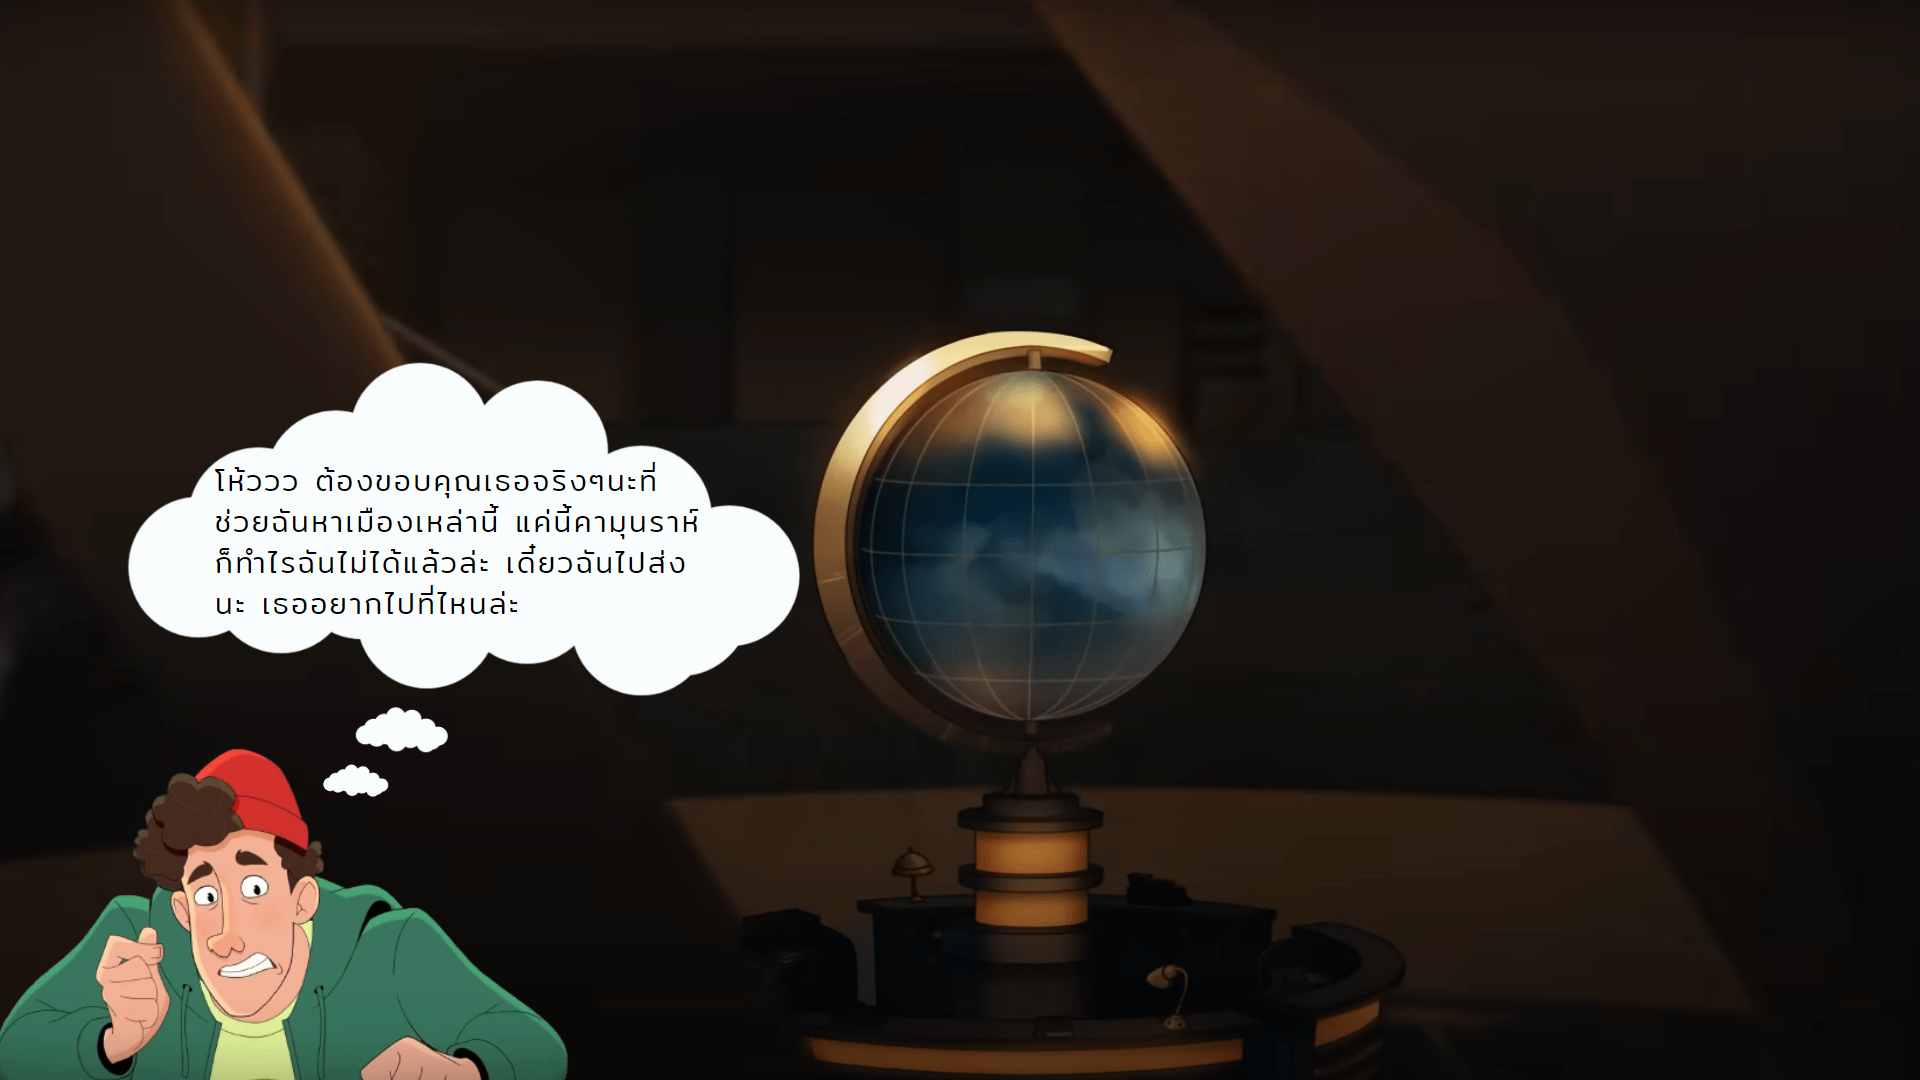 โห้ววว ต้องขอบคุณเธอจริงๆนะที่
ช่วยฉันหาเมืองเหล่านี้ แค่นี้คามุนราห์
ก็ทำไรฉันไม่ได้แล้วล่ะ เดี๋ยวฉันไปส่ง
นะ เธออยากไปที่ไหนล่ะ